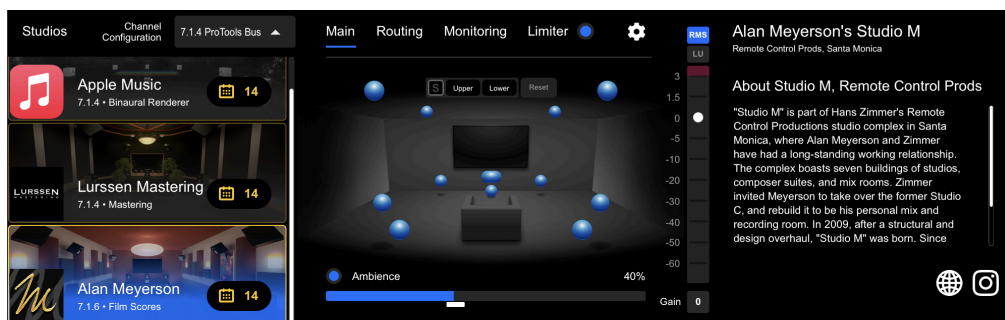 Studios
Channel
Configuration
7.1.4 ProTools Bus
Apple Music
7.1.4 • Binaural Renderer
14
LURSSEN
MASTERING
Lurssen Mastering
7.1.4 • Mastering
14
Alan Meyerson
7.1.6 • Film Scores
14
Main
Routing
Monitoring
Limiter
S
Upper
Lower
Reset
Ambience
40%
RMS
LU
3
1.5
0
-5
-10
-20
-30
-40
-50
-60
Gain
0
Alan Meyerson's Studio M
Remote Control Prods, Santa Monica
About Studio M, Remote Control Prods
"Studio M" is part of Hans Zimmer's Remote
Control Productions studio complex in Santa
Monica, where Alan Meyerson and Zimmer
have had a long-standing working relationship.
The complex boasts seven buildings of studios,
composer suites, and mix rooms. Zimmer
invited Meyerson to take over the former Studio
C, and rebuild it to be his personal mix and
recording room. In 2009, after a structural and
design overhaul, "Studio M" was born. Since